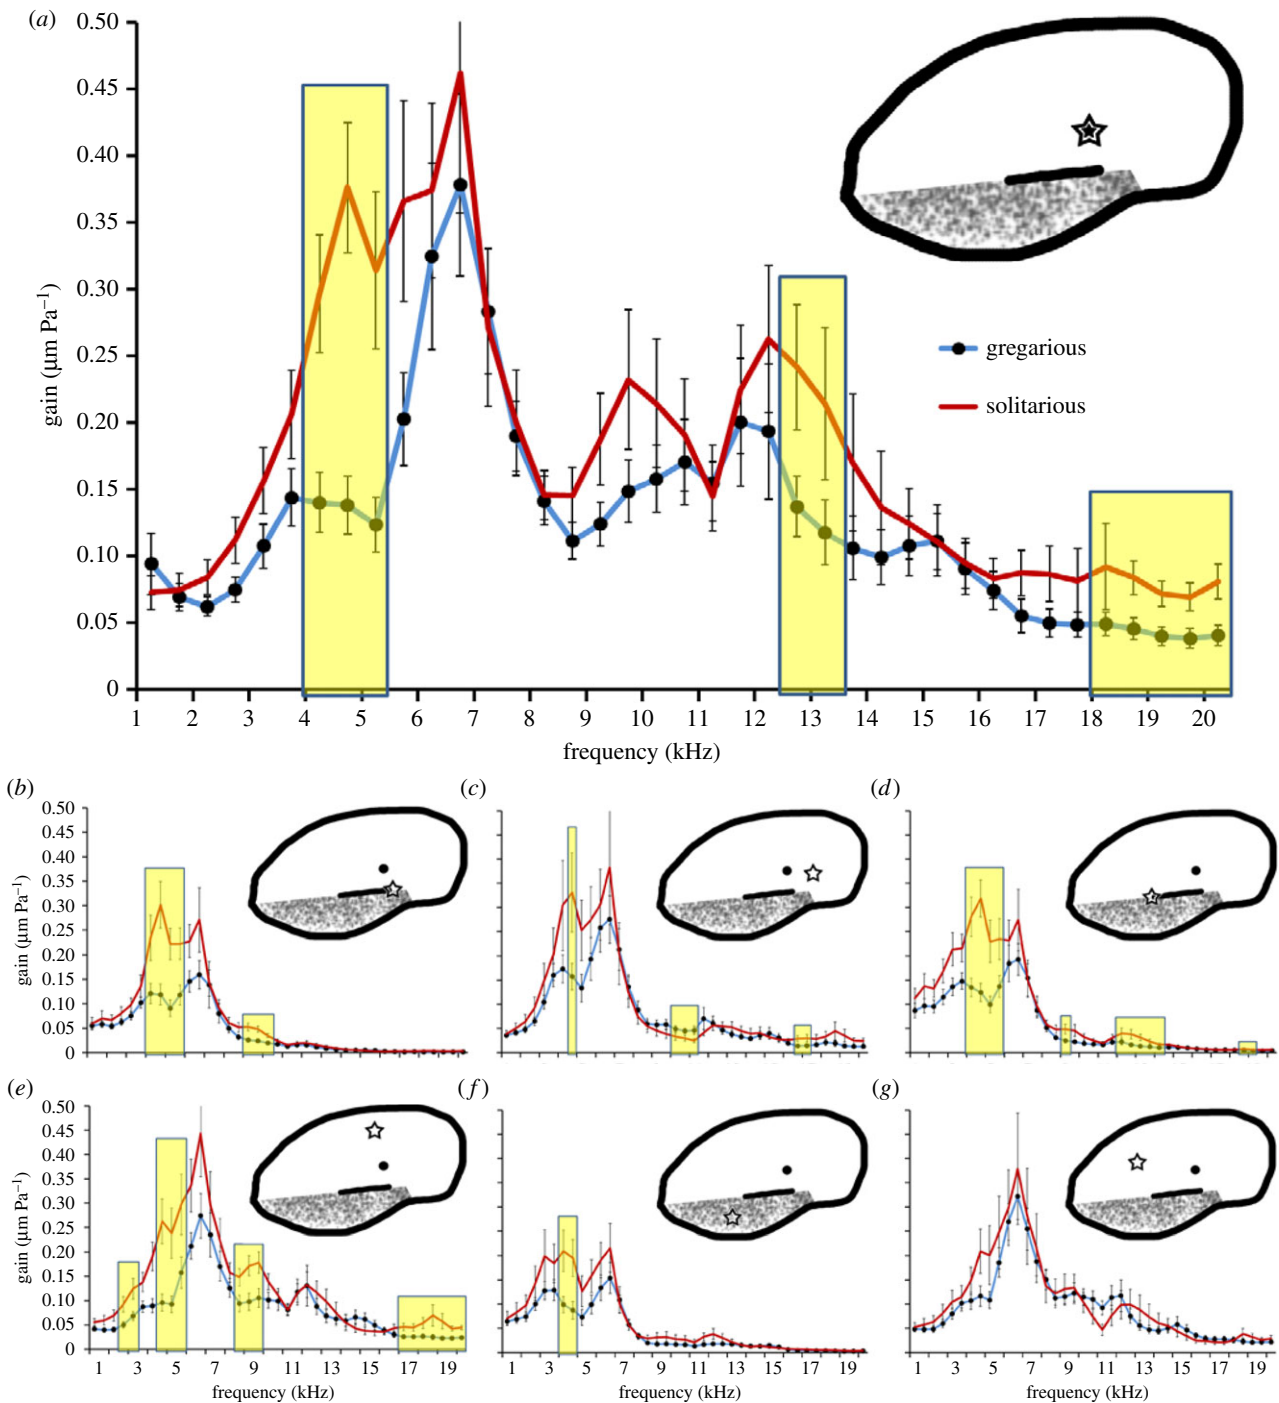 (a)
0.50
0.45
0.40
0.35
0.30
0.25
0.20
0.15
0.10
0.05
0
gain (µm Pa⁻¹)
gregarious
solitarious
1 2 3 4 5 6 7 8 9 10 11 12 13 14 15 16 17 18 19 20
frequency (kHz)
(b)
0.50
0.45
0.40
0.35
0.30
0.25
0.20
0.15
0.10
0.05
0
gain (µm Pa⁻¹)
(c)
(d)
(e)
0.50
0.45
0.40
0.35
0.30
0.25
0.20
0.15
0.10
0.05
0
gain (µm Pa⁻¹)
1 3 5 7 9 11 13 15 17 19
frequency (kHz)
(f)
1 3 5 7 9 11 13 15 17 19
frequency (kHz)
(g)
1 3 5 7 9 11 13 15 17 19
frequency (kHz)